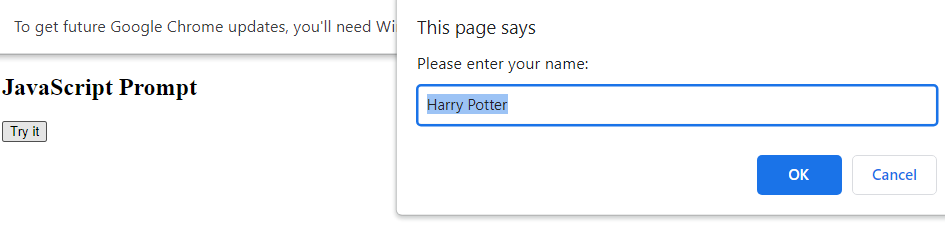 To get future Google Chrome updates, you'll need
JavaScript Prompt
Try it
This page says
Please enter your name:
Harry Potter
OK
Cancel